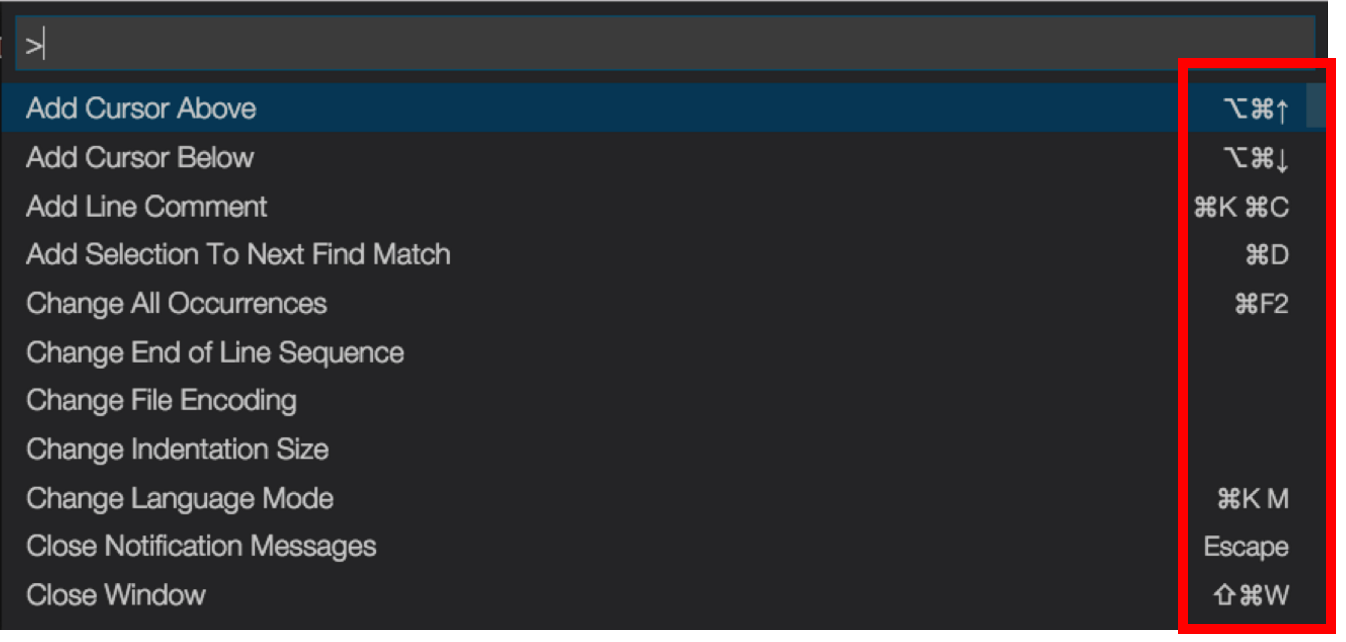 >
Add Cursor Above ⌥⌘↑
Add Cursor Below ⌥⌘↓
Add Line Comment ⌘K ⌘C
Add Selection To Next Find Match ⌘D
Change All Occurrences ⌘F2
Change End of Line Sequence
Change File Encoding
Change Indentation Size
Change Language Mode ⌘K M
Close Notification Messages Escape
Close Window ⇧⌘W